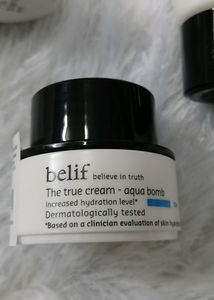 belif believe in truth
The true cream - aqua bomb
Increased hydration level*
Dermatologically tested
*Based on a clinician evaluation of skin